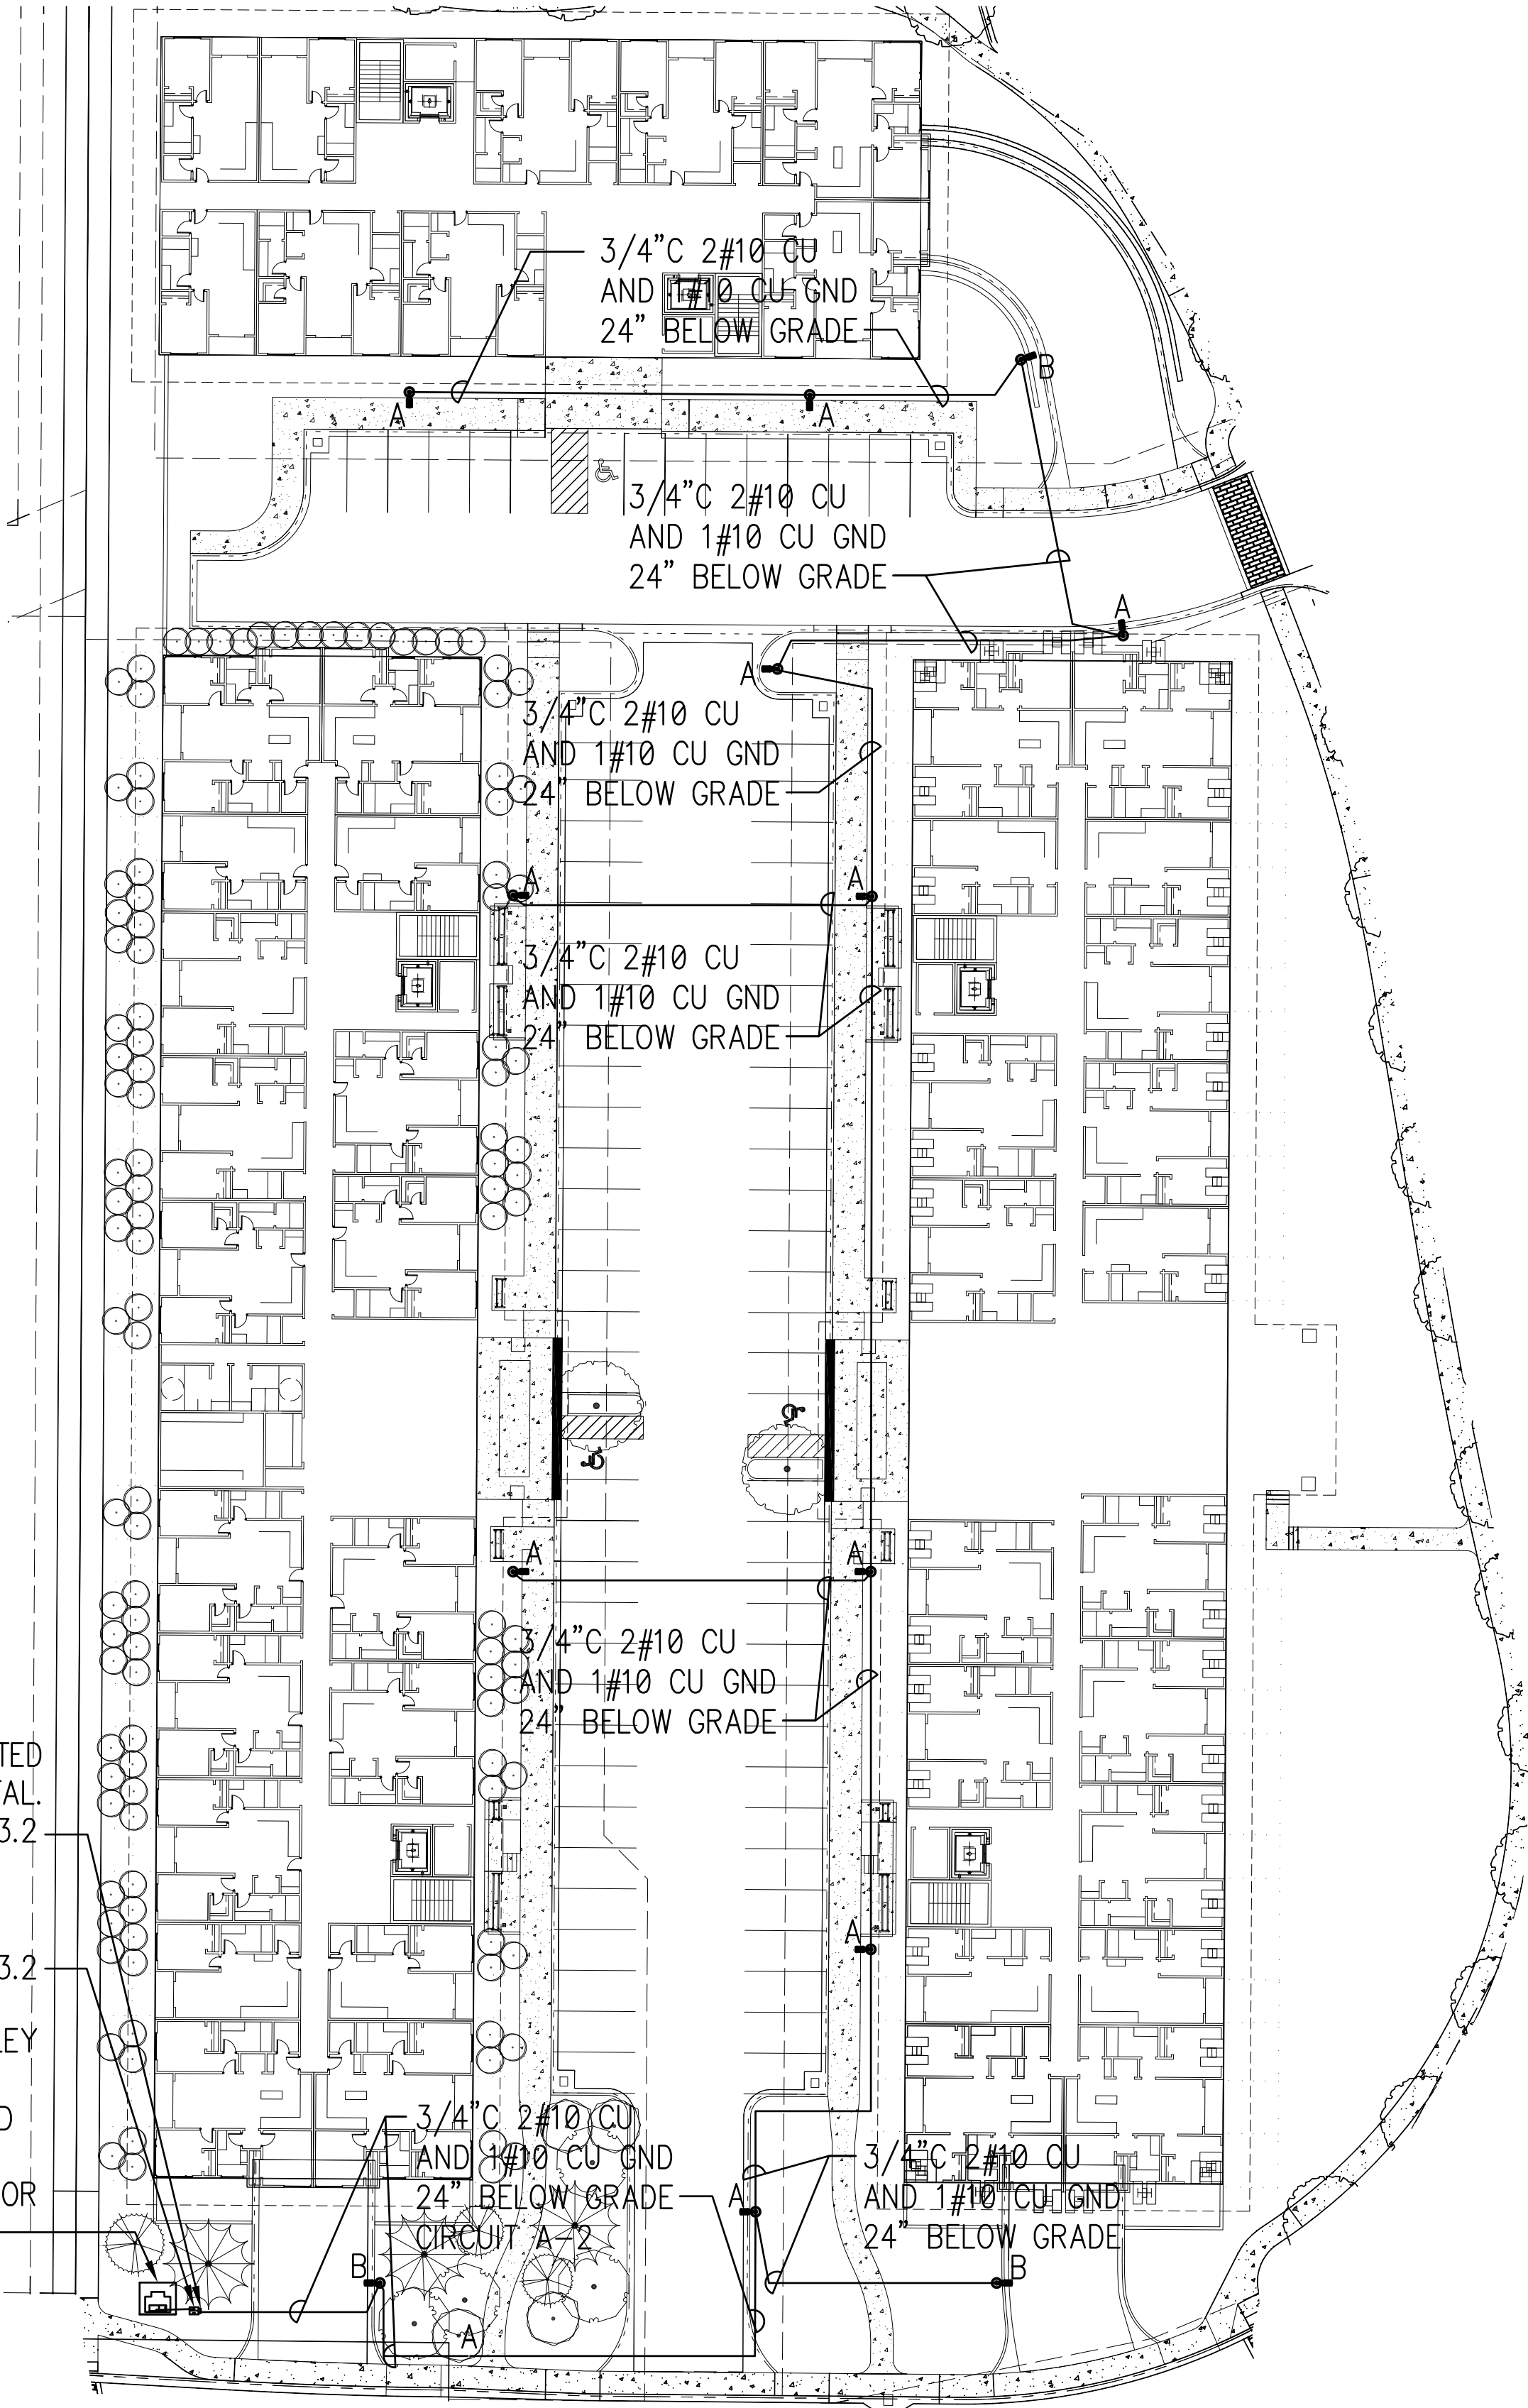 3/4"C 2#10 CU
AND 1#10 CU GND
24" BELOW GRADE
B
A
A
3/4"C 2#10 CU
AND 1#10 CU GND
24" BELOW GRADE
A
A
3/4"C 2#10 CU
AND 1#10 CU GND
24" BELOW GRADE
A
A
3/4"C 2#10 CU
AND 1#10 CU GND
24" BELOW GRADE
A
A
3/4"C 2#10 CU
AND 1#10 CU GND
24" BELOW GRADE
TED
TAL.
3.2
A
3.2
LEY
D
OR
3/4"C 2#10 CU
AND 1#10 CU GND
24" BELOW GRADE
CIRCUIT A-2
A
3/4"C 2#10 CU
AND 1#10 CU GND
24" BELOW GRADE
B
B
A